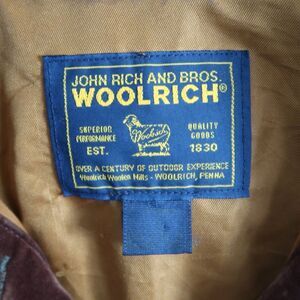 JOHN RICH AND BROS.
WOOLRICH®
SUPERIOR
PERFORMANCE
Woolrich
QUALITY
GOODS
EST.
1830
OVER A CENTURY OF OUTDOOR EXPERIENCE
Woolrich Woolen Mills - WOOLRICH, PENNA